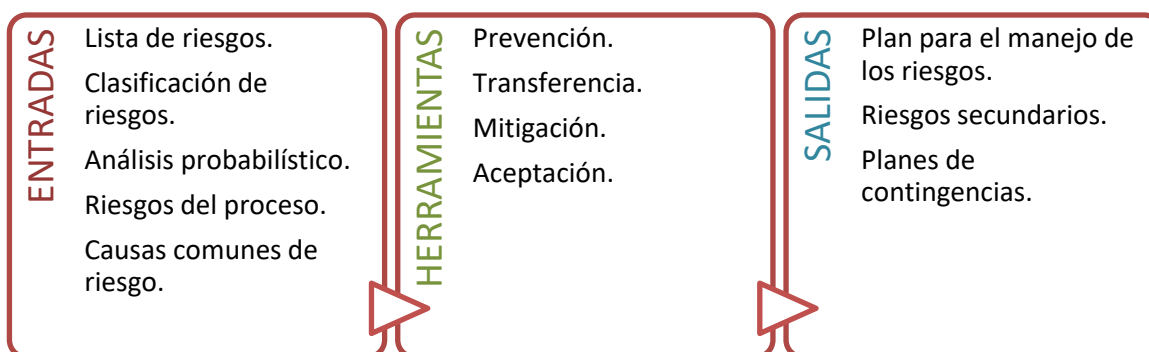 ENTRADAS
Lista de riesgos.
Clasificación de
riesgos.
Análisis probabilístico.
Riesgos del proceso.
Causas comunes de
riesgo.
HERRAMIENTAS
Prevención.
Transferencia.
Mitigación.
Aceptación.
SALIDAS
Plan para el manejo de
los riesgos.
Riesgos secundarios.
Planes de
contingencias.